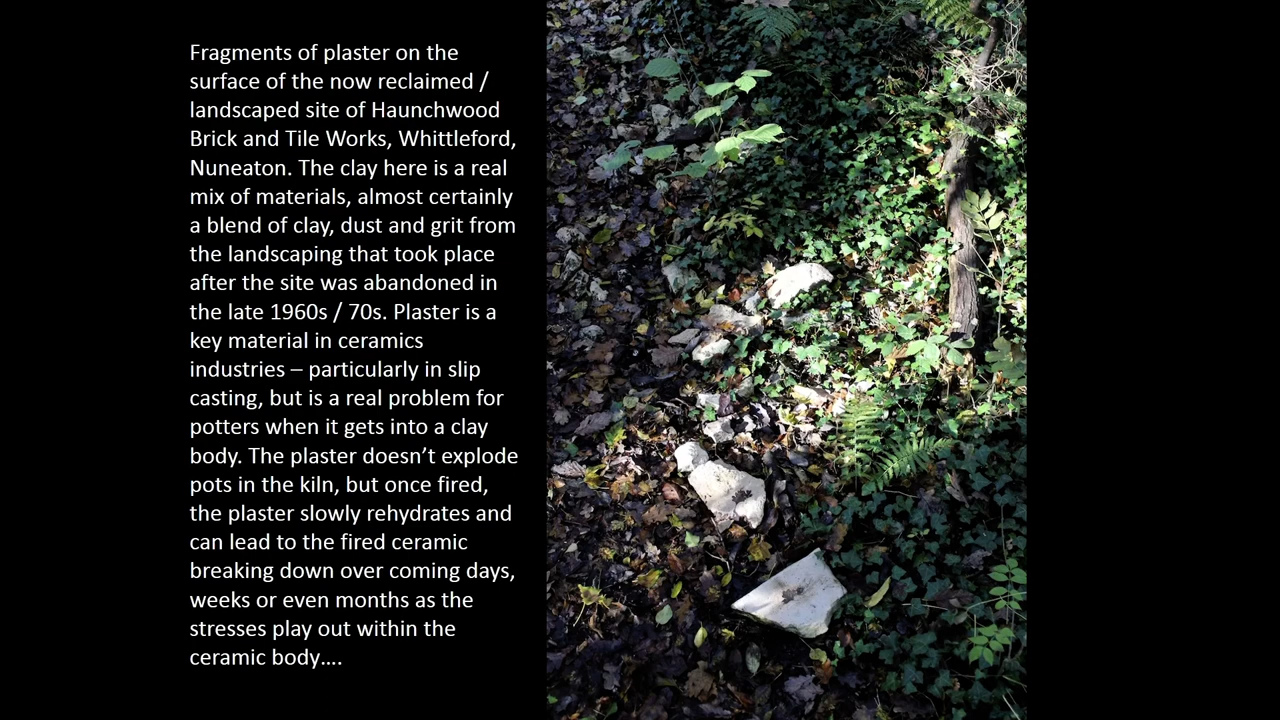 Fragments of plaster on the
surface of the now reclaimed /
landscaped site of Haunchwood
Brick and Tile Works, Whittleford,
Nuneaton. The clay here is a real
mix of materials, almost certainly
a blend of clay, dust and grit from
the landscaping that took place
after the site was abandoned in
the late 1960s / 70s. Plaster is a
key material in ceramics
industries – particularly in slip
casting, but is a real problem for
potters when it gets into a clay
body. The plaster doesn’t explode
pots in the kiln, but once fired,
the plaster slowly rehydrates and
can lead to the fired ceramic
breaking down over coming days,
weeks or even months as the
stresses play out within the
ceramic body….